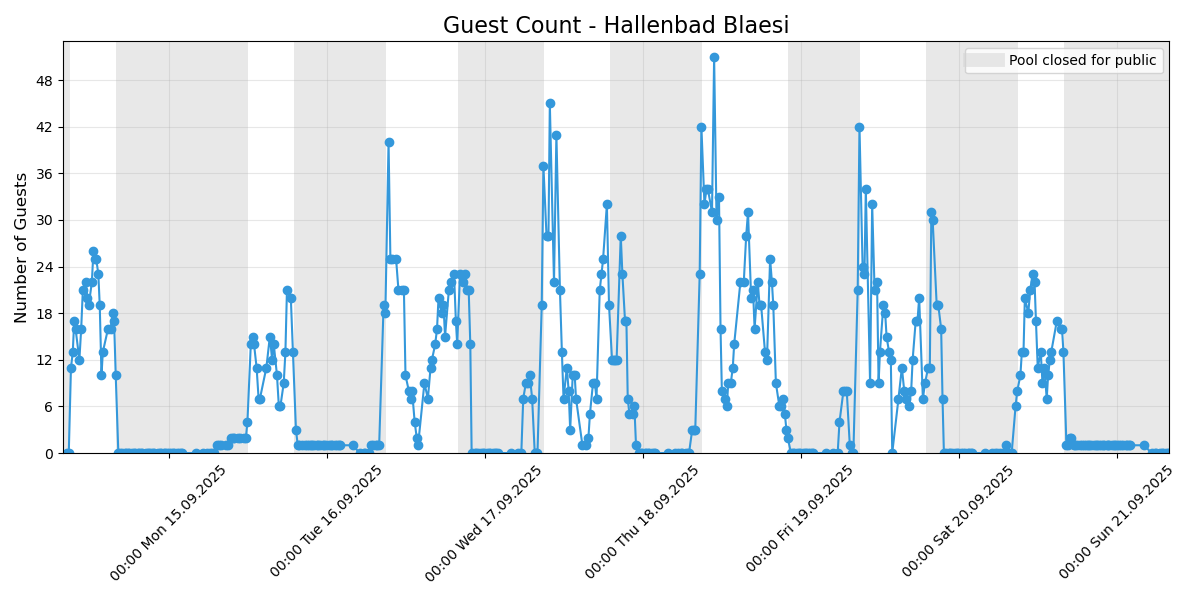 Guest Count - Hallenbad Blaesi
Pool closed for public
Number of Guests
48
42
36
30
24
18
12
6
0
00:00 Mon 15.09.2025
00:00 Tue 16.09.2025
00:00 Wed 17.09.2025
00:00 Thu 18.09.2025
00:00 Fri 19.09.2025
00:00 Sat 20.09.2025
00:00 Sun 21.09.2025